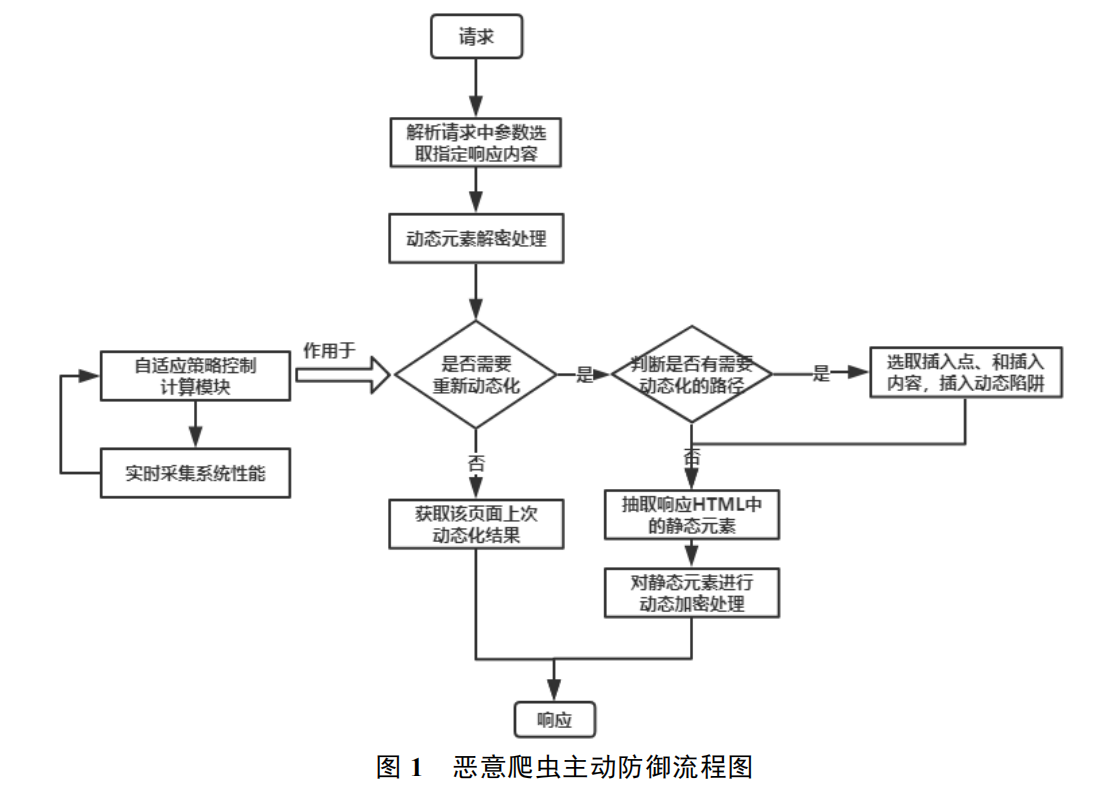 请求
解析请求中参数选
取指定响应内容
动态元素解密处理
作用于
自适应策略控制
计算模块
是否需要
重新动态化
是
判断是否有需要
动态化的路径
是
选取插入点、和插入
内容，插入动态陷阱
实时采集系统性能
否
否
获取该页面上次
动态化结果
抽取响应HTML中
的静态元素
对静态元素进行
动态加密处理
响应
图 1 恶意爬虫主动防御流程图